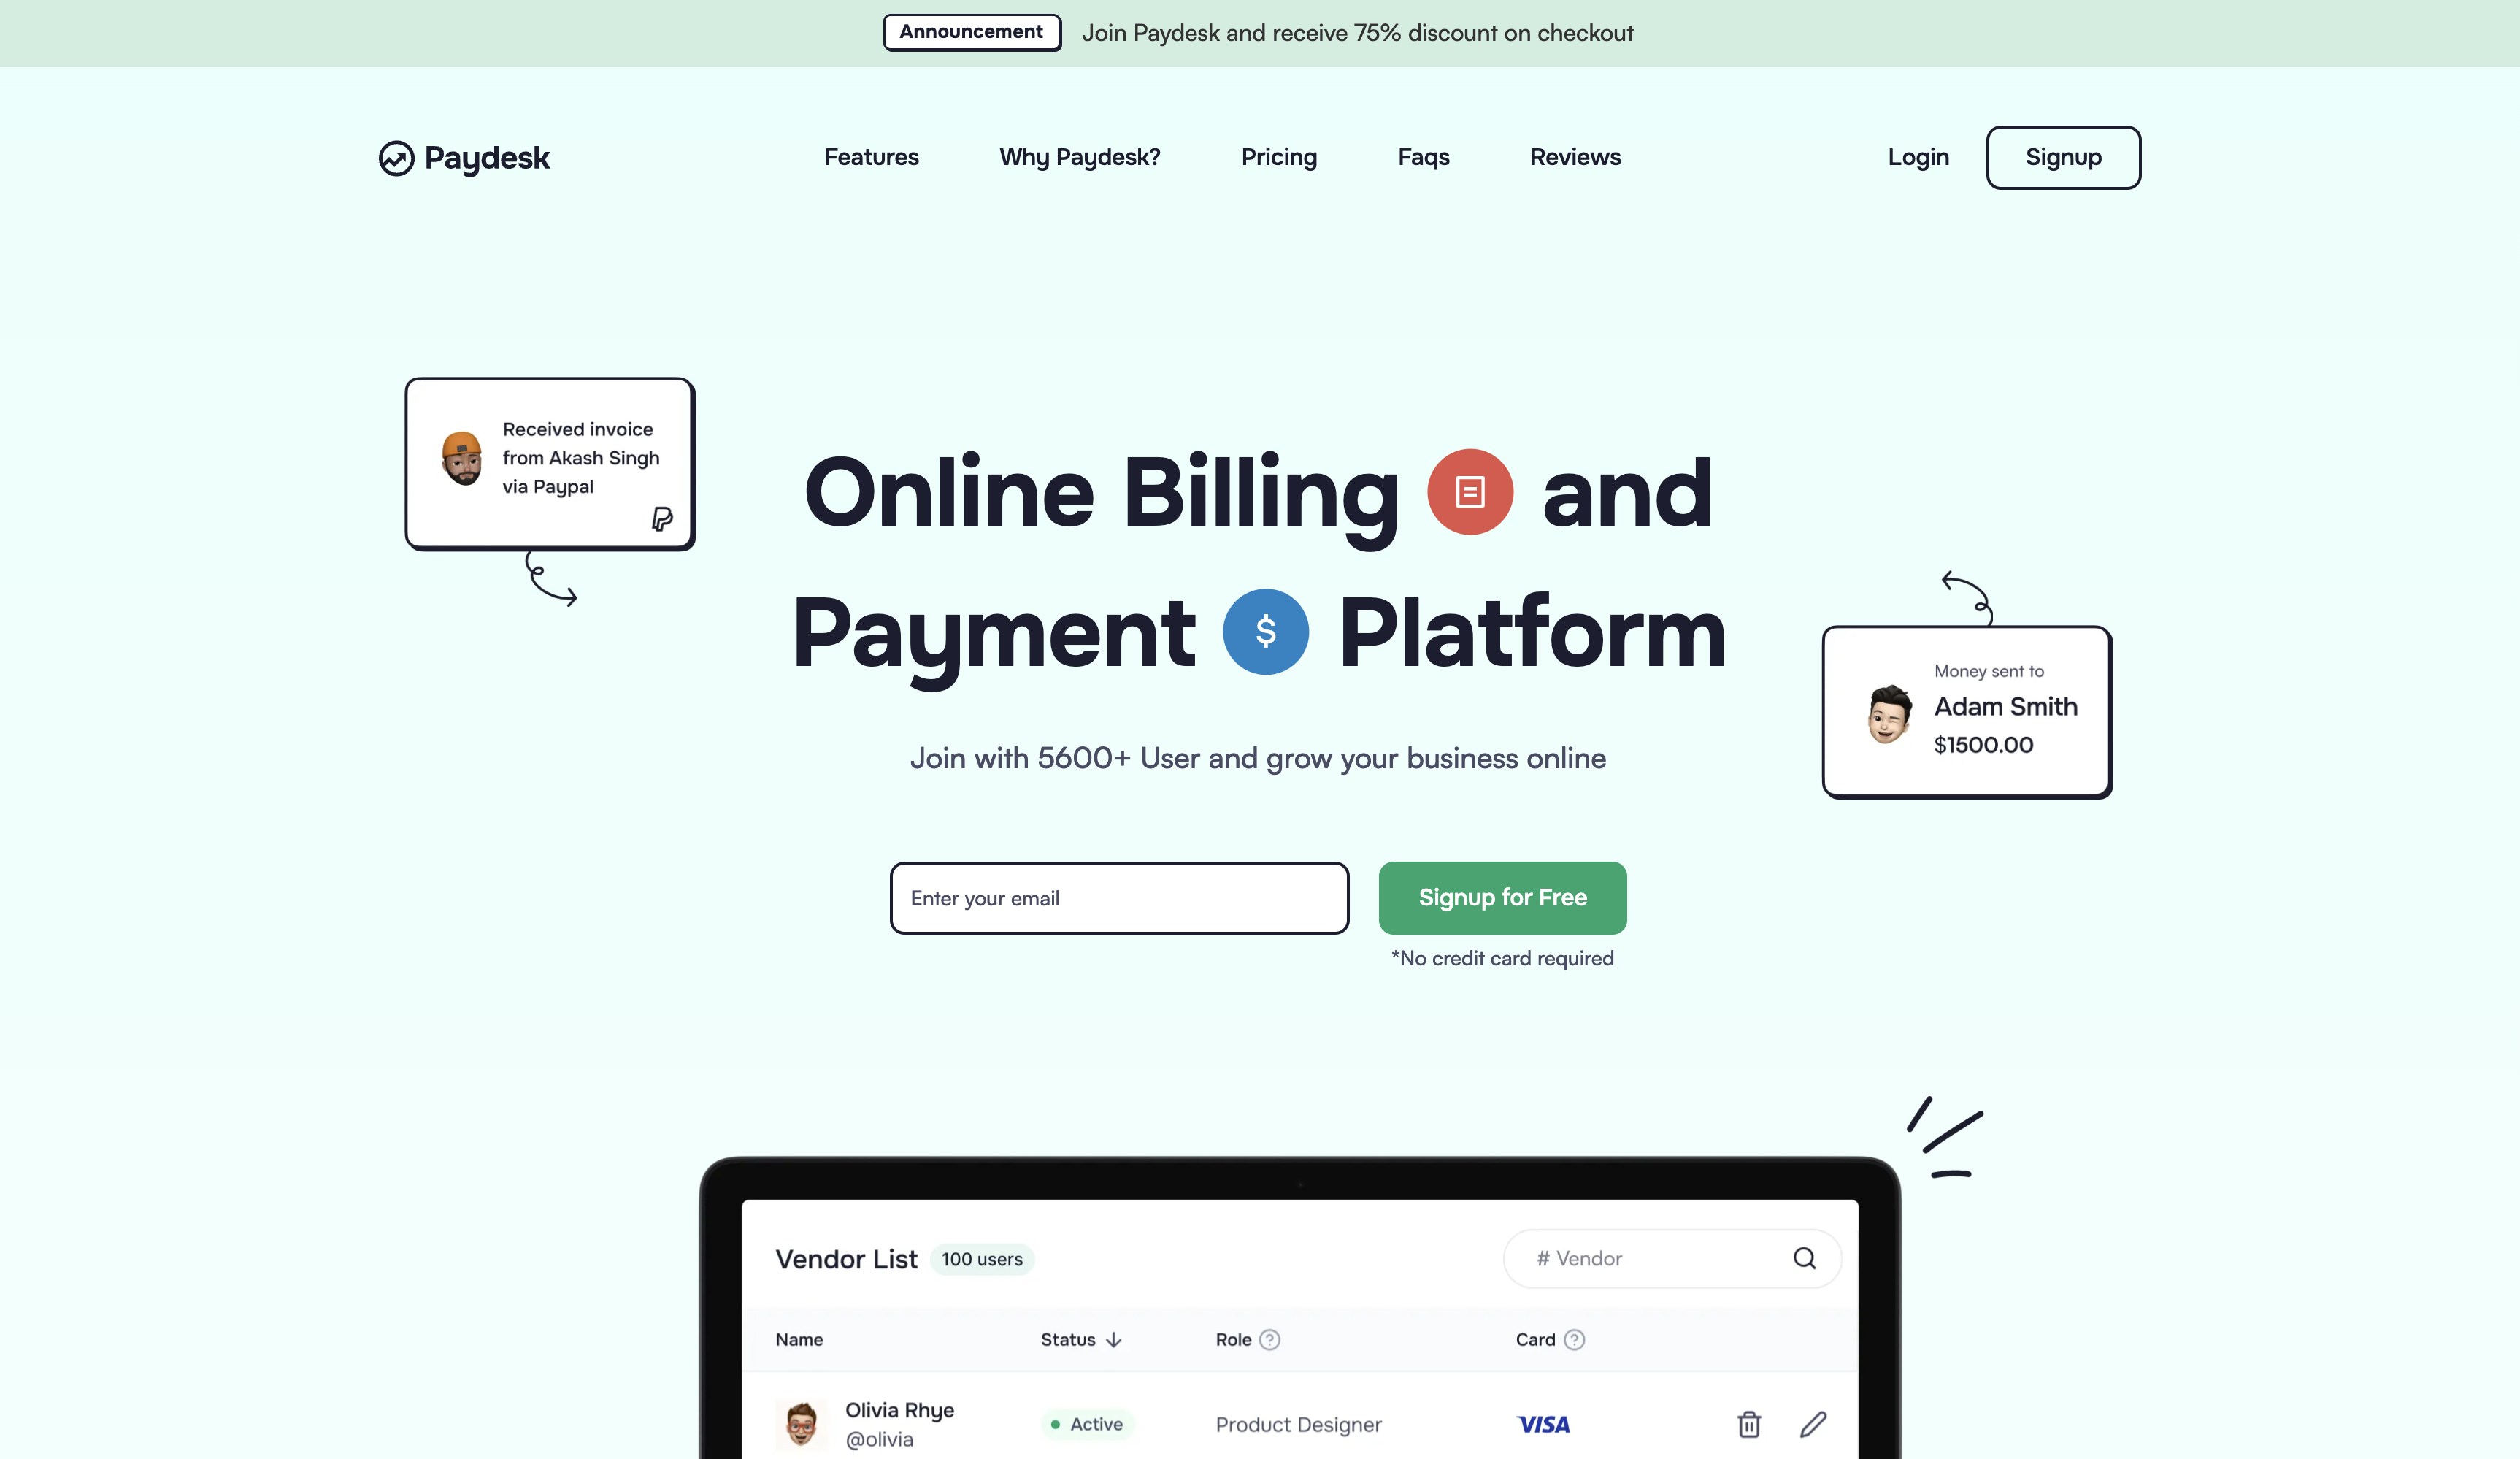 Announcement Join Paydesk and receive 75% discount on checkout
Paydesk Features Why Paydesk? Pricing Faqs Reviews Login Signup
Received invoice
from Akash Singh
via Paypal
Online Billing and
Payment $ Platform
Money sent to
Adam Smith
$1500.00
Join with 5600+ User and grow your business online
Enter your email Signup for Free
*No credit card required
Vendor List 100 users # Vendor
Name Status Role ? Card ?
Olivia Rhye
@olivia
Active Product Designer VISA